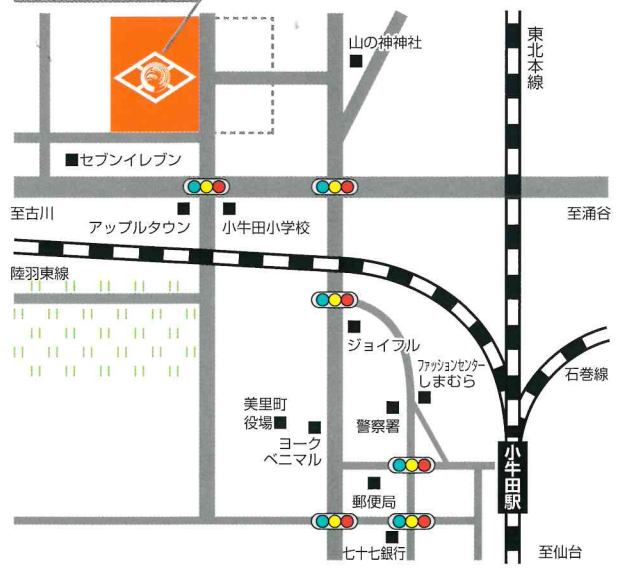 山の神神社
東北本線
セブンイレブン
至古川
アップルタウン
小牛田小学校
至涌谷
陸羽東線
ジョイフル
ファッションセンター
しまむら
石巻線
美里町
役場
ヨーク
ベニマル
警察署
小牛田駅
郵便局
七十七銀行
至仙台